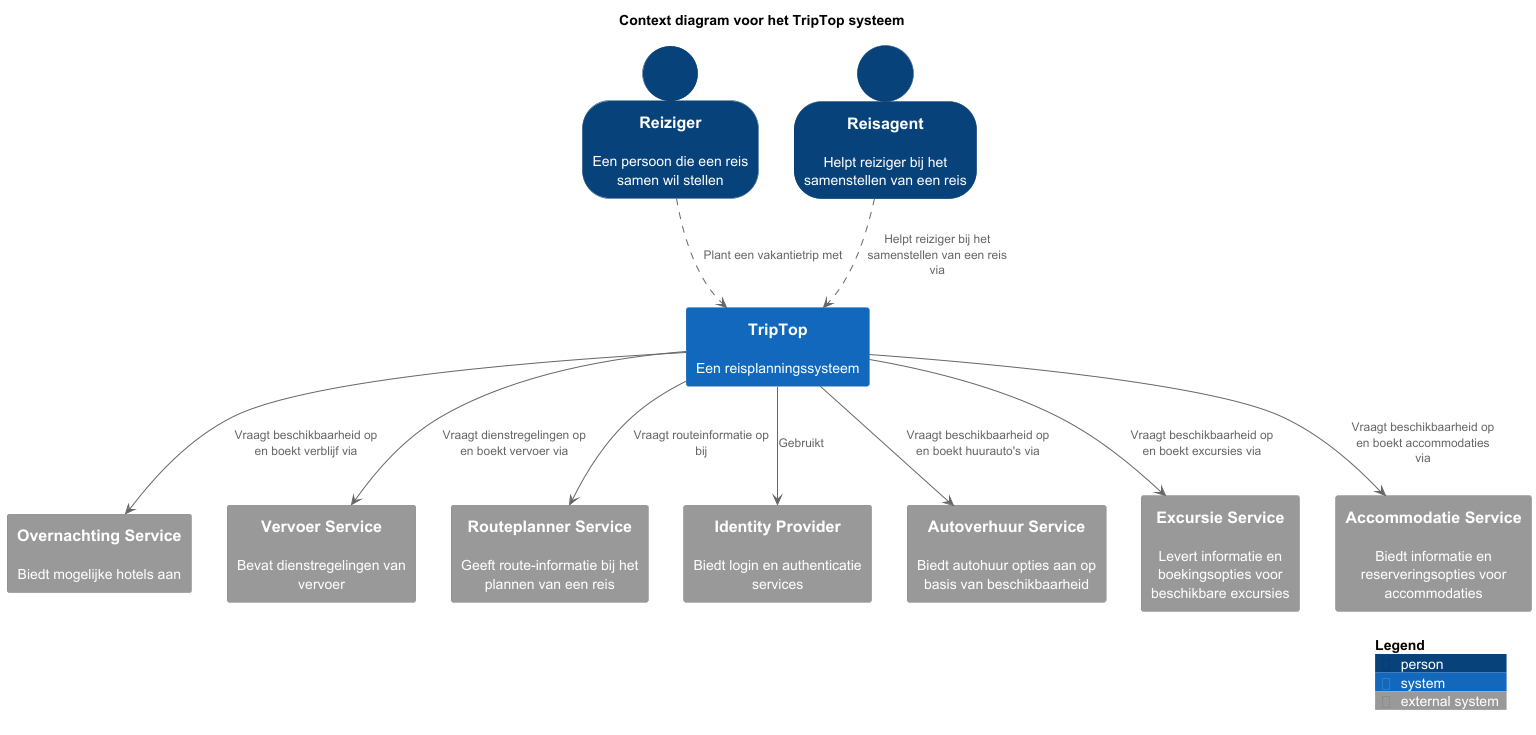 Context diagram voor het TripTop systeem
Reiziger
Een persoon die een reis
samen wil stellen
Reisagent
Helpt reiziger bij het
samenstellen van een reis
Plant een vakantietrip met
Helpt reiziger bij het
samenstellen van een reis
via
TripTop
Een reisplanningssysteem
Vraagt beschikbaarheid op
en boekt verblijf via
Vraagt dienstregelingen op
en boekt vervoer via
Vraagt routeinformatie op
bij
Gebruikt
Vraagt beschikbaarheid op
en boekt huurauto's via
Vraagt beschikbaarheid op
en boekt excursies via
Vraagt beschikbaarheid op
en boekt accommodaties
via
Overnachting Service
Biedt mogelijke hotels aan
Vervoer Service
Bevat dienstregelingen van
vervoer
Routeplanner Service
Geeft route-informatie bij het
plannen van een reis
Identity Provider
Biedt login en authenticatie
services
Autoverhuur Service
Biedt autohuur opties aan op
basis van beschikbaarheid
Excursie Service
Levert informatie en
boekingsopties voor
beschikbare excursies
Accommodatie Service
Biedt informatie en
reserveringsopties voor
accommodaties
Legend
person
system
external system